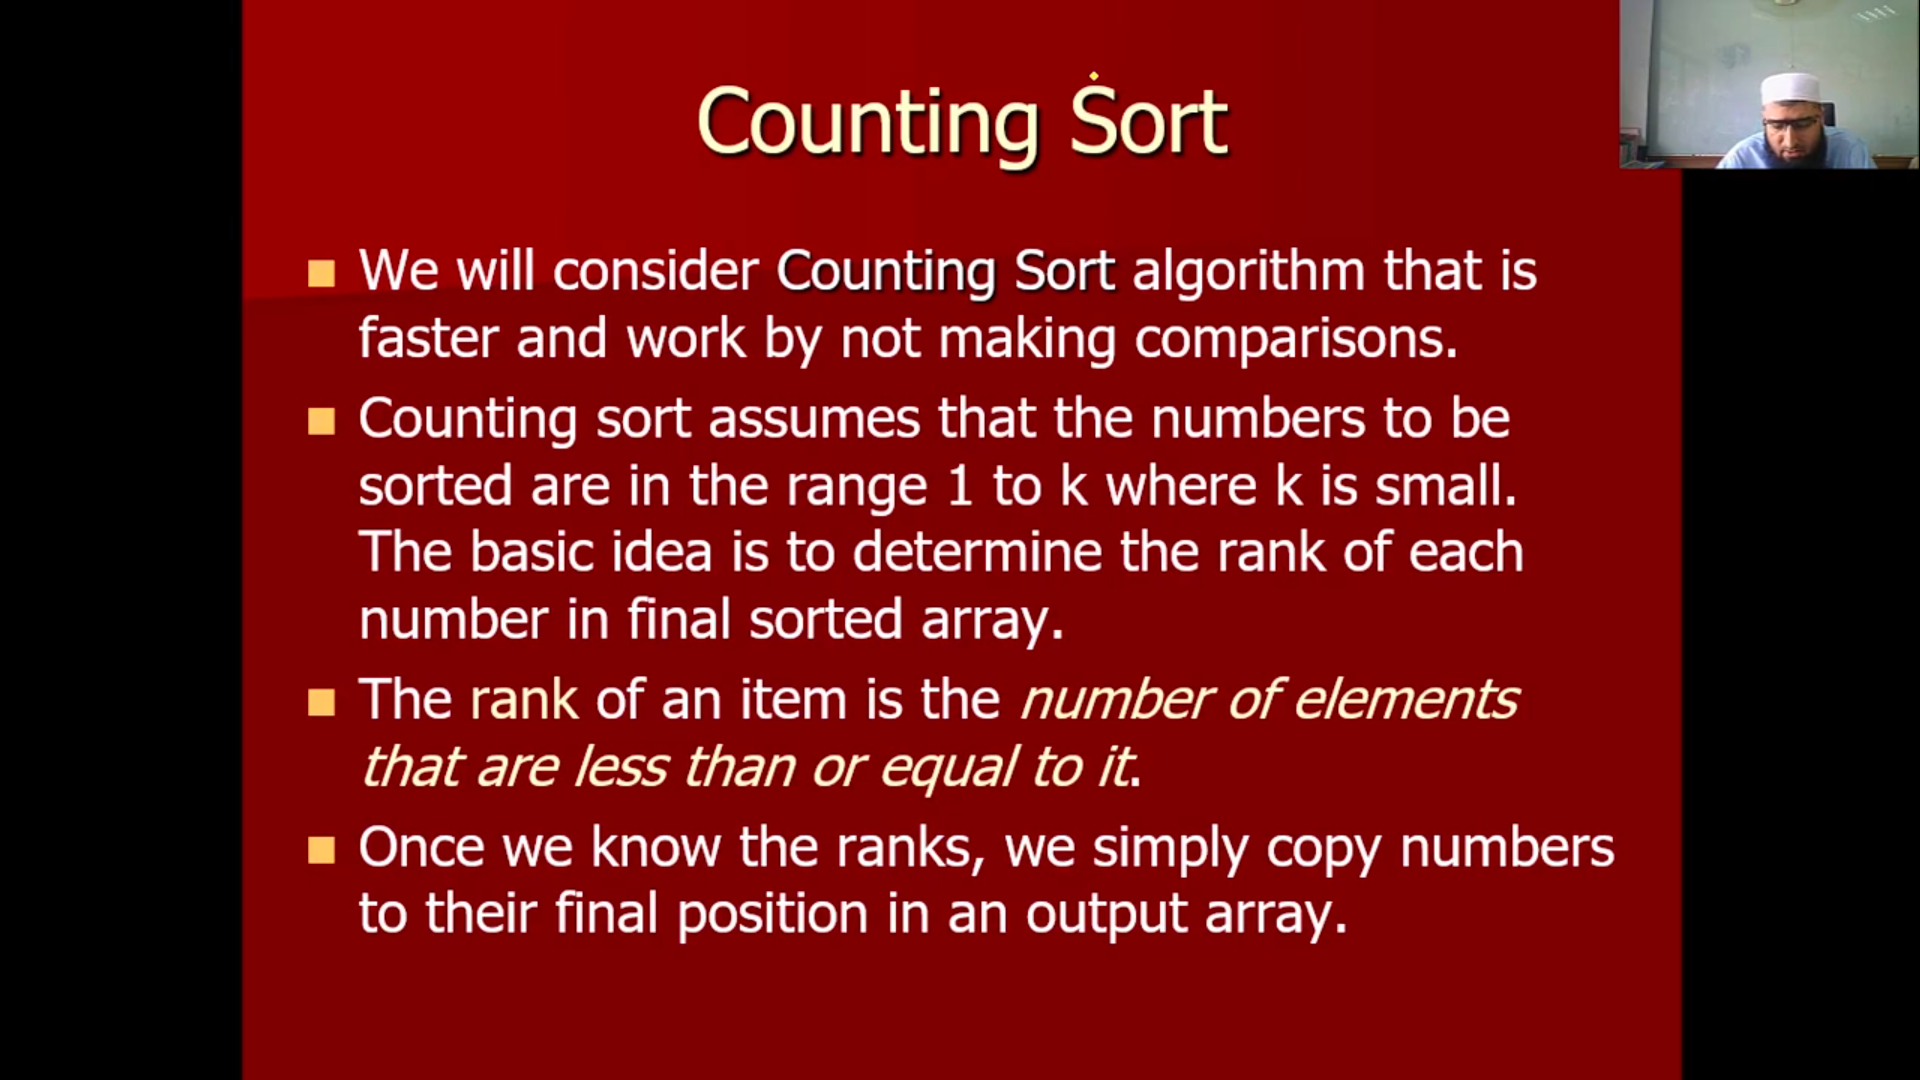 Counting Sort
We will consider Counting Sort algorithm that is
faster and work by not making comparisons.
Counting sort assumes that the numbers to be
sorted are in the range 1 to k where k is small.
The basic idea is to determine the rank of each
number in final sorted array.
The rank of an item is the number of elements
that are less than or equal to it.
Once we know the ranks, we simply copy numbers
to their final position in an output array.